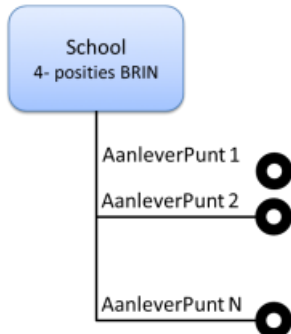 School
4- posities BRIN
AanleverPunt 1
AanleverPunt 2
AanleverPunt N